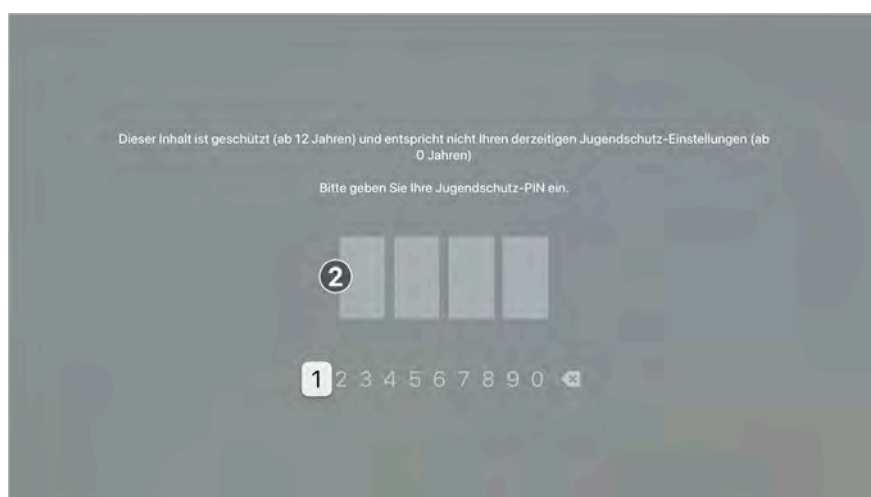 Dieser Inhalt ist geschützt (ab 12 Jahren) und entspricht nicht Ihren derzeitigen Jugendschutz-Einstellungen (ab
0 Jahren)
Bitte geben Sie Ihre Jugendschutz-PIN ein.
2
1 2 3 4 5 6 7 8 9 0